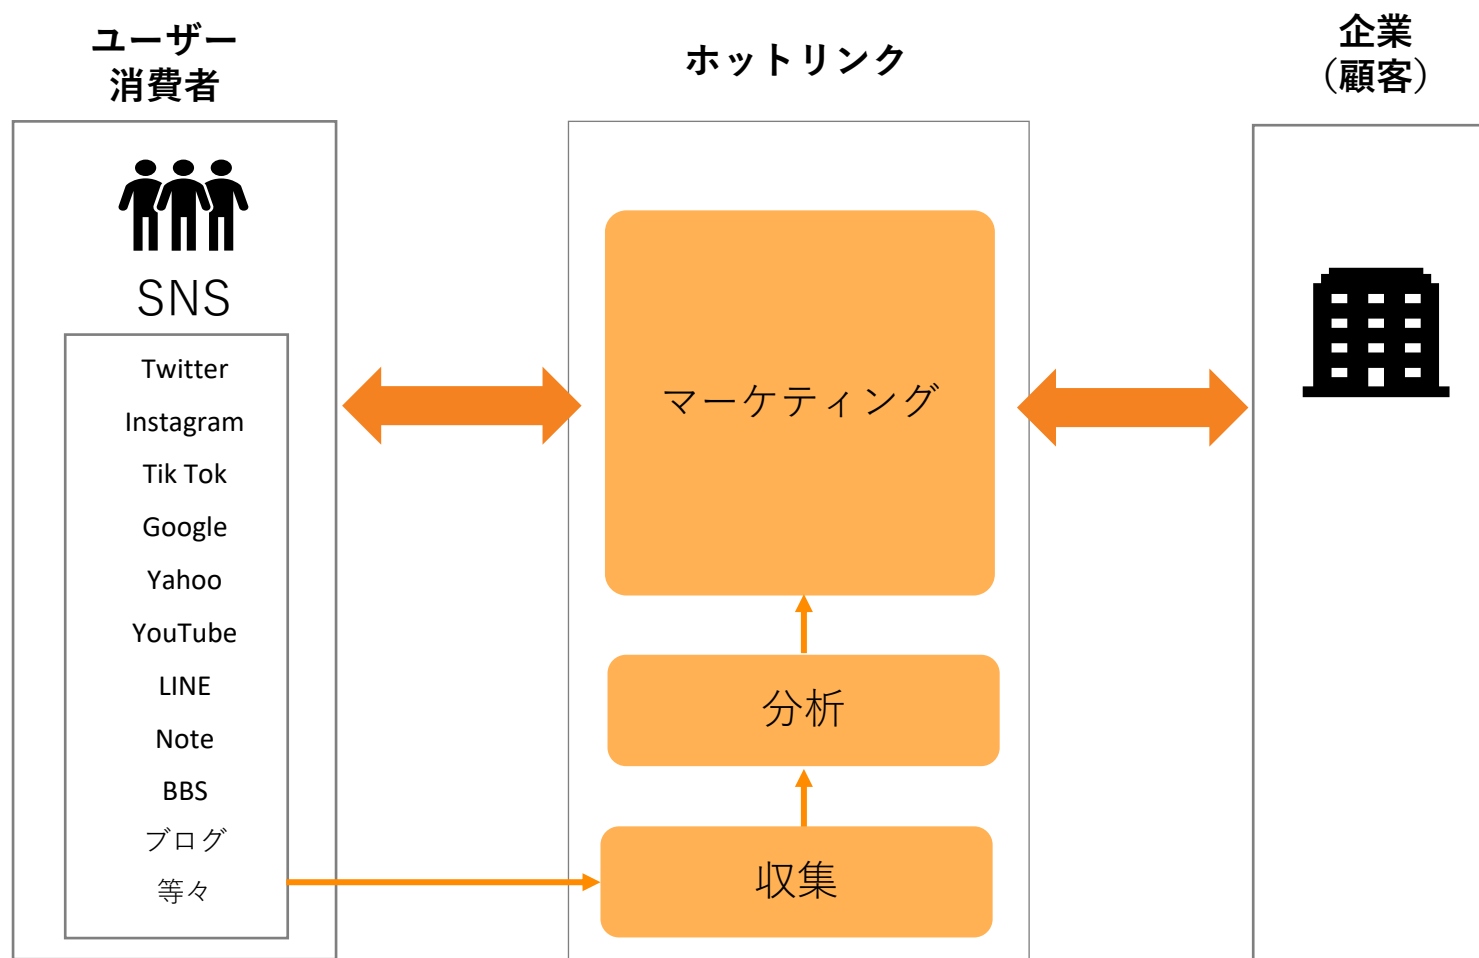 ユーザー
消費者
ホットリンク
企業
（顧客）
SNS
Twitter
Instagram
Tik Tok
Google
Yahoo
YouTube
LINE
Note
BBS
ブログ
等々
マーケティング
分析
収集